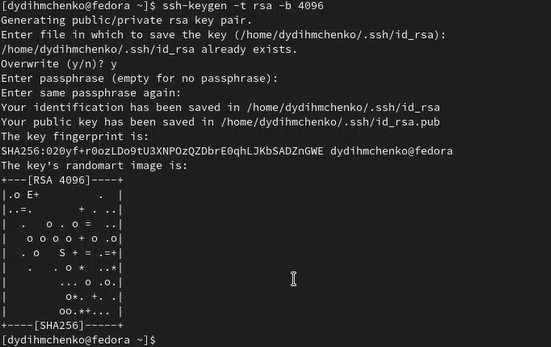 [dydihmchenko@fedora ~]$ ssh-keygen -t rsa -b 4096
Generating public/private rsa key pair.
Enter file in which to save the key (/home/dydihmchenko/.ssh/id_rsa):
/home/dydihmchenko/.ssh/id_rsa already exists.
Overwrite (y/n)? y
Enter passphrase (empty for no passphrase):
Enter same passphrase again:
Your identification has been saved in /home/dydihmchenko/.ssh/id_rsa
Your public key has been saved in /home/dydihmchenko/.ssh/id_rsa.pub
The key fingerprint is:
SHA256:020yf+r0ozLDo9tU3XNPOzQZDbrE0qhLJKbSADZnGWE dydihmchenko@fedora
The key's randomart image is:
+---[RSA 4096]----+
|.o E+         .  |
|..=.      + . ..|
|  .   o . o =  ..|
|   o o o o + o .o|
|  . o   S + = .=+|
|   .   . o *  ..*|
|        ... o .o.|
|         o*. +. .|
|        oo.*+... |
+----[SHA256]-----+
[dydihmchenko@fedora ~]$